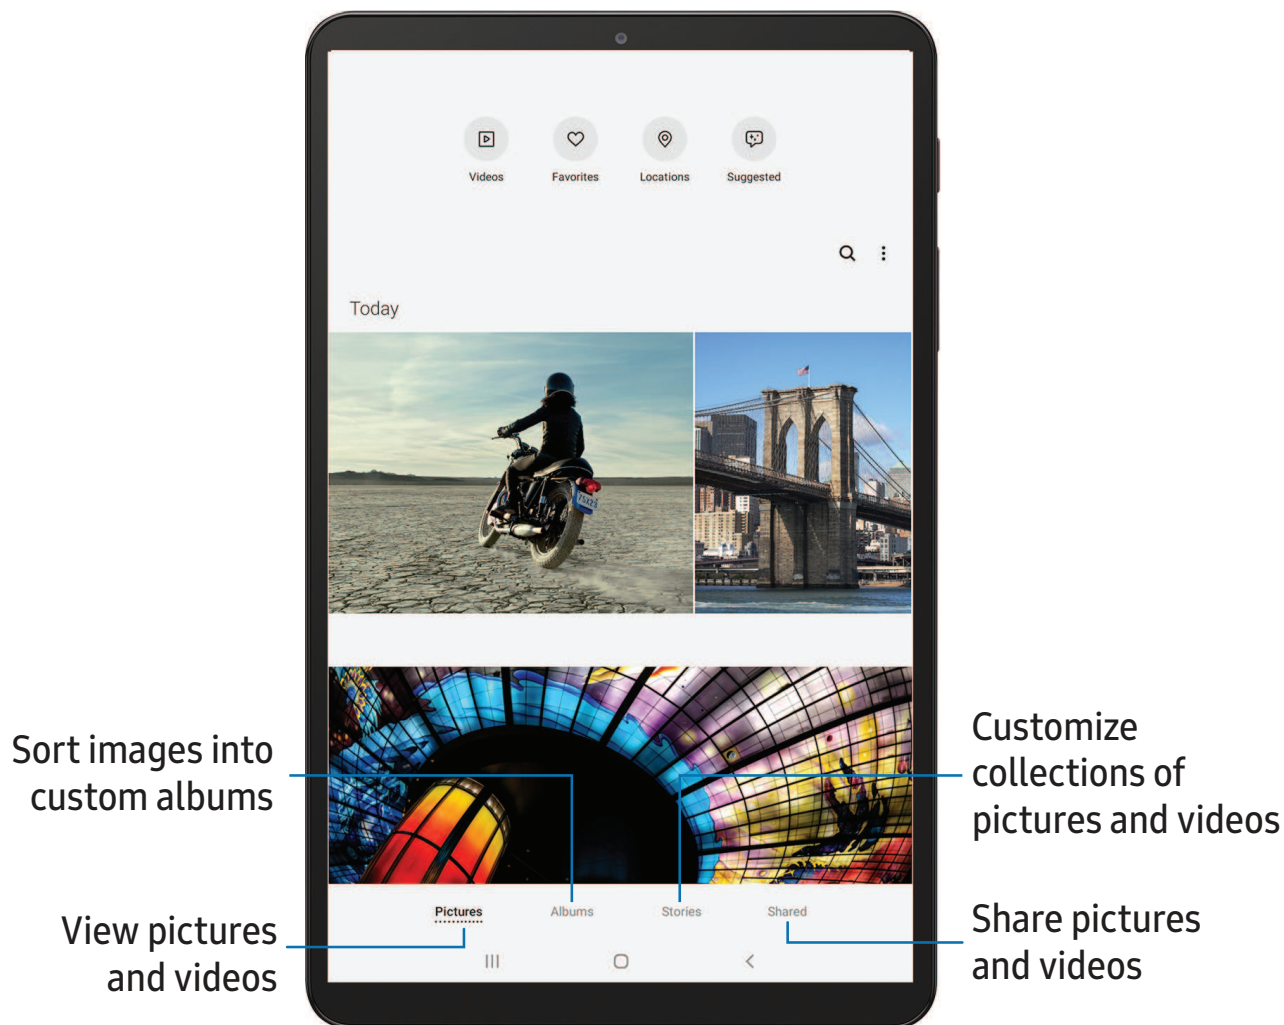 Videos
Favorites
Locations
Suggested
Today
Sort images into
custom albums
Customize
collections of
pictures and videos
Pictures
Albums
Stories
Shared
View pictures
and videos
Share pictures
and videos